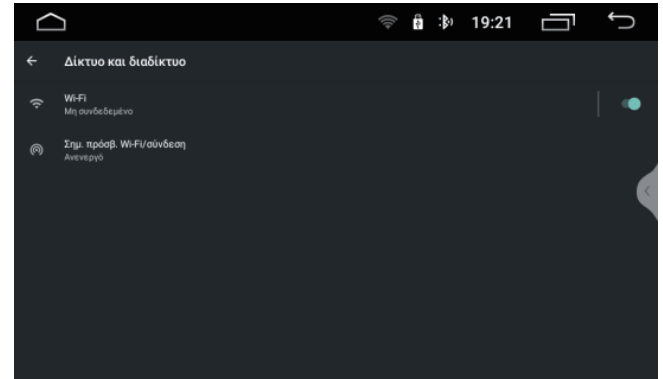 19:21
Δίκτυο και διαδίκτυο
Wi-Fi
Μη συνδεδεμένο
Σημ. πρόσβ. Wi-Fi/σύνδεση
Ανενεργό